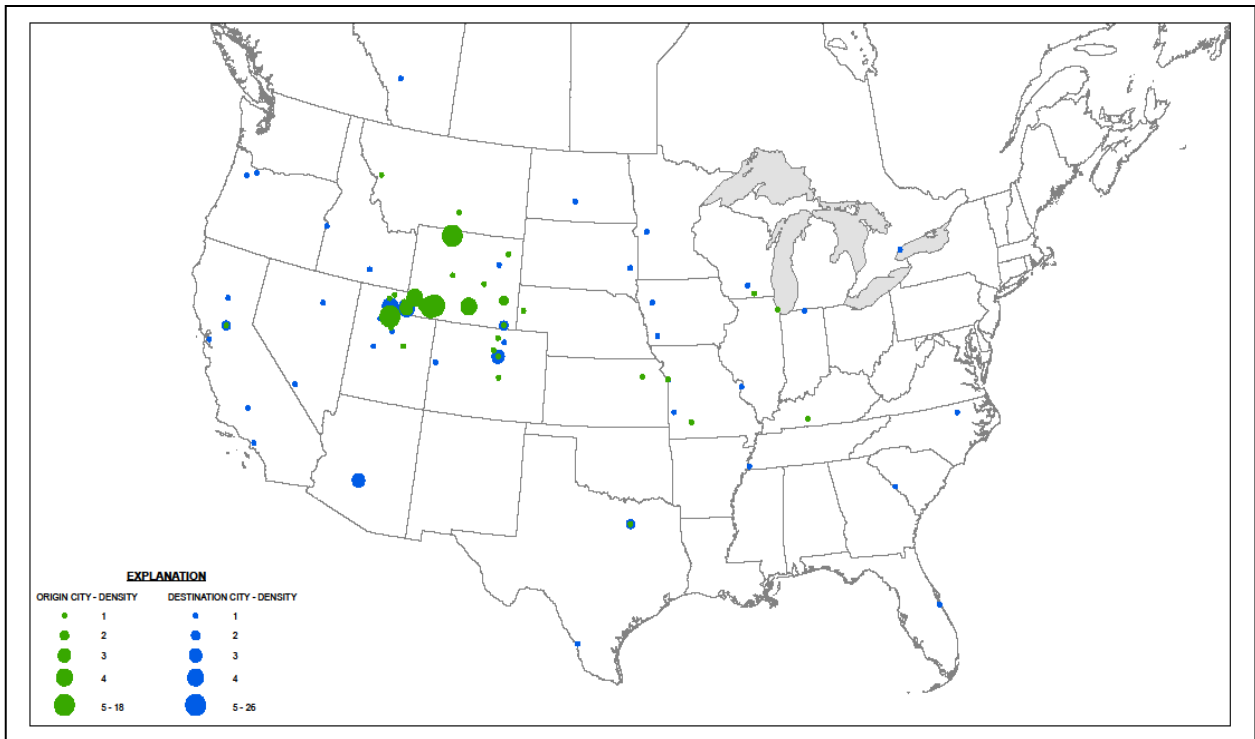 EXPLANATION
ORIGIN CITY - DENSITY DESTINATION CITY - DENSITY
1 1
2 2
3 3
4 4
5 - 18 5 - 26